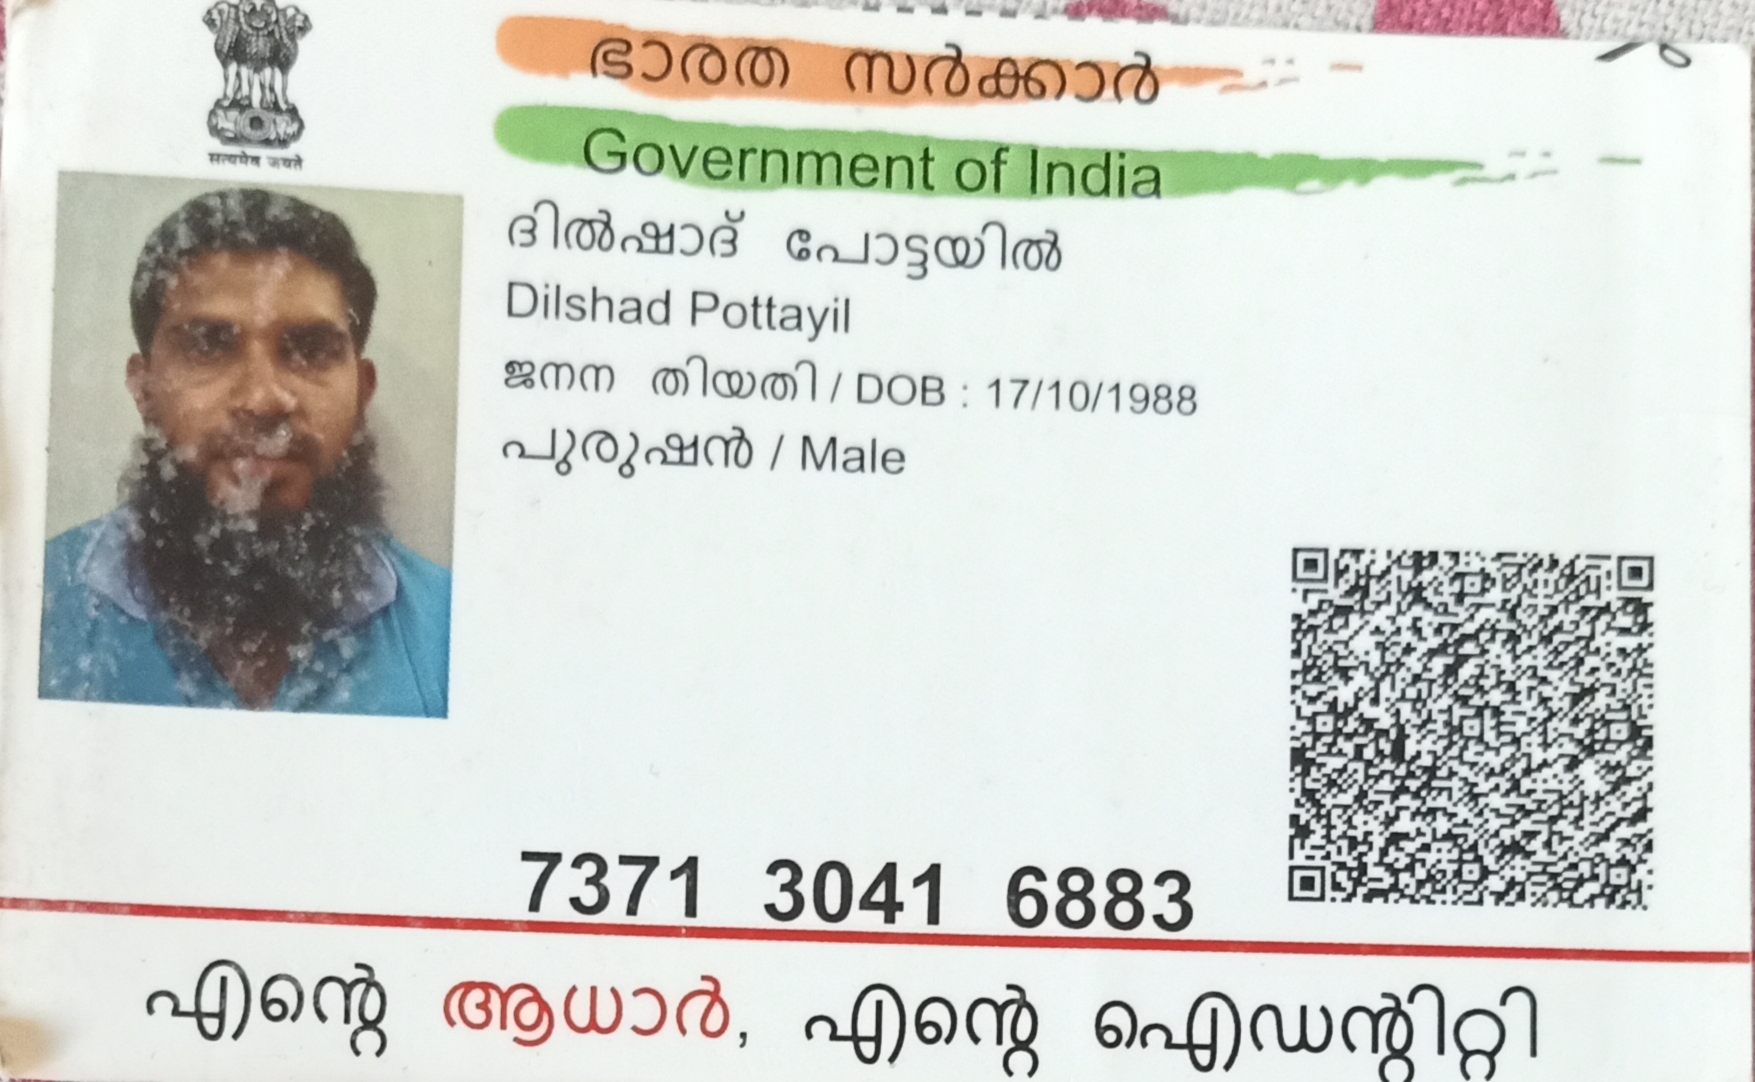 सत्यमेव जयते
ഭാരത സർക്കാർ
Government of India
ദിൽഷാദ് പോട്ടയിൽ
Dilshad Pottayil
ജനന തിയതി / DOB : 17/10/1988
പുരുഷൻ / Male
7371 3041 6883
എന്റെ ആധാർ, എന്റെ ഐഡന്റിറ്റി